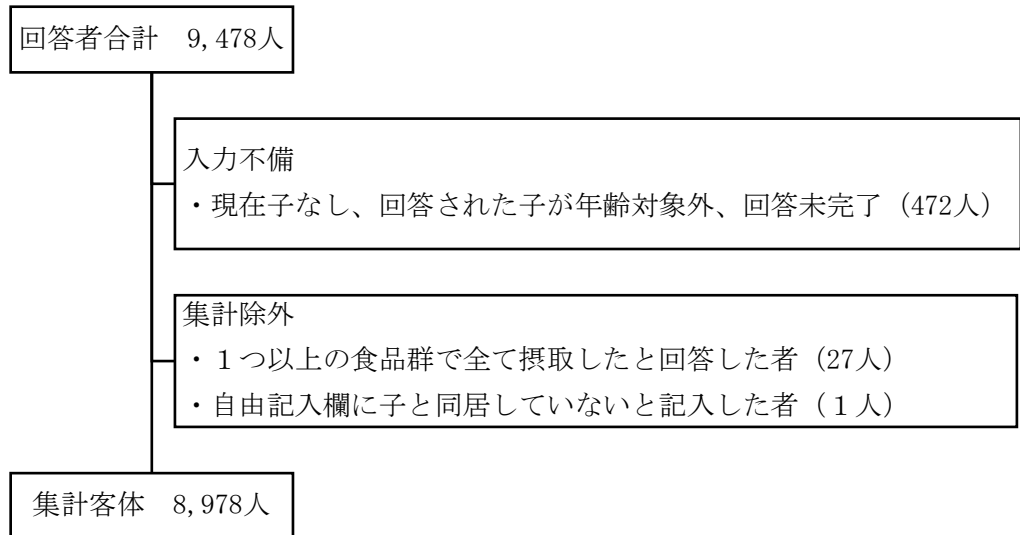 回答者合計　9,478人
入力不備
・現在子なし、回答された子が年齢対象外、回答未完了（472人）
集計除外
・１つ以上の食品群で全て摂取したと回答した者（27人）
・自由記入欄に子と同居していないと記入した者（１人）
集計客体　8,978人